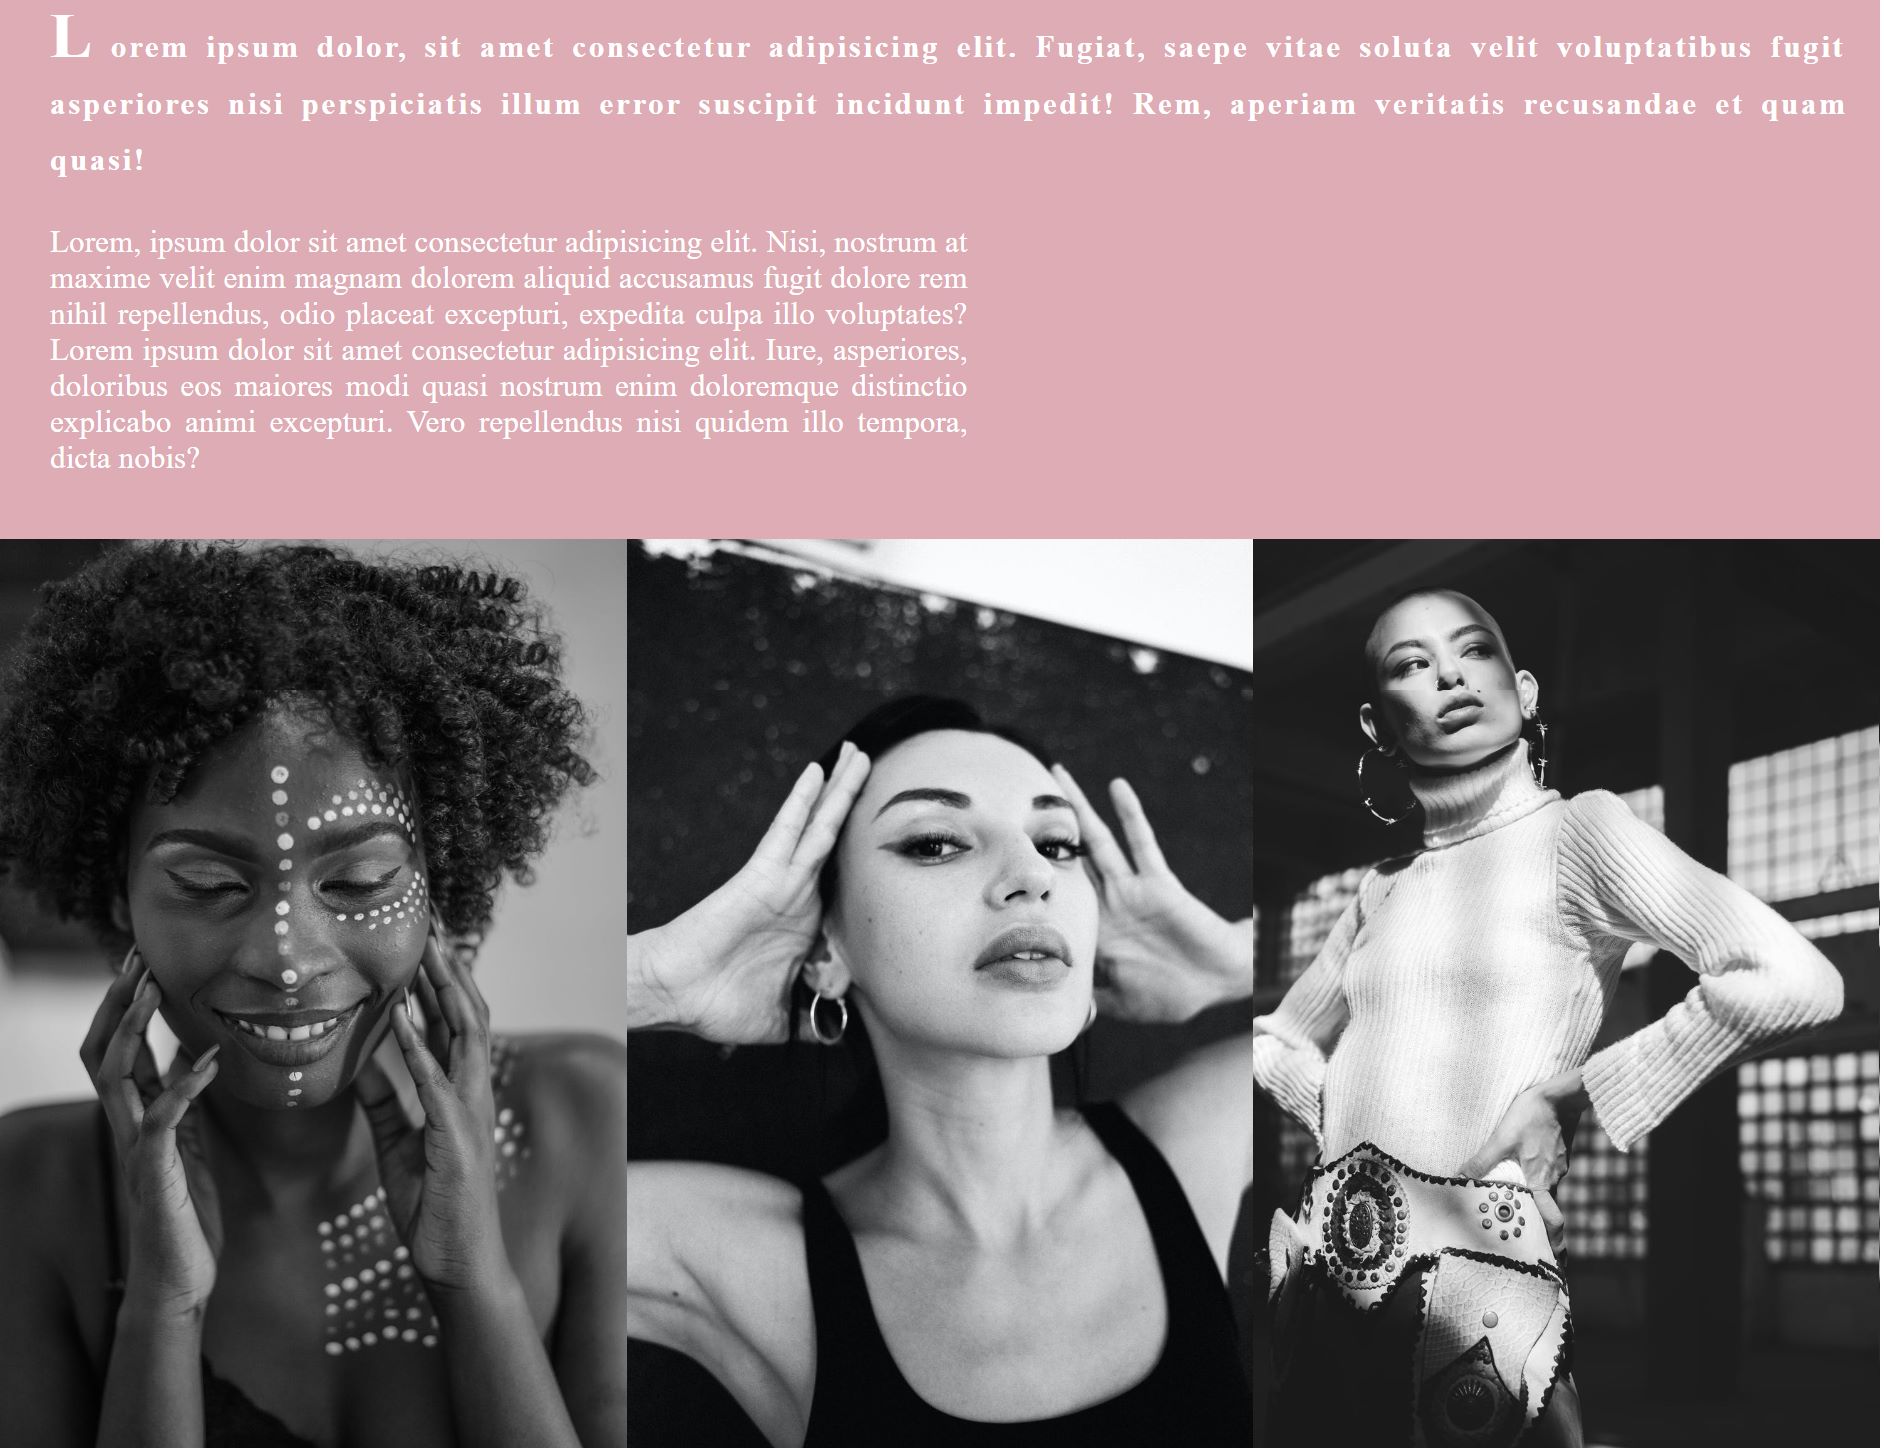 L orem ipsum dolor, sit amet consectetur adipisicing elit. Fugiat, saepe vitae soluta velit voluptatibus fugit
asperiores nisi perspiciatis illum error suscipit incidunt impedit! Rem, aperiam veritatis recusandae et quam
quasi!
Lorem, ipsum dolor sit amet consectetur adipisicing elit. Nisi, nostrum at
maxime velit enim magnam dolorem aliquid accusamus fugit dolore rem
nihil repellendus, odio placeat excepturi, expedita culpa illo voluptates?
Lorem ipsum dolor sit amet consectetur adipisicing elit. Iure, asperiores,
doloribus eos maiores modi quasi nostrum enim doloremque distinctio
explicabo animi excepturi. Vero repellendus nisi quidem illo tempora,
dicta nobis?